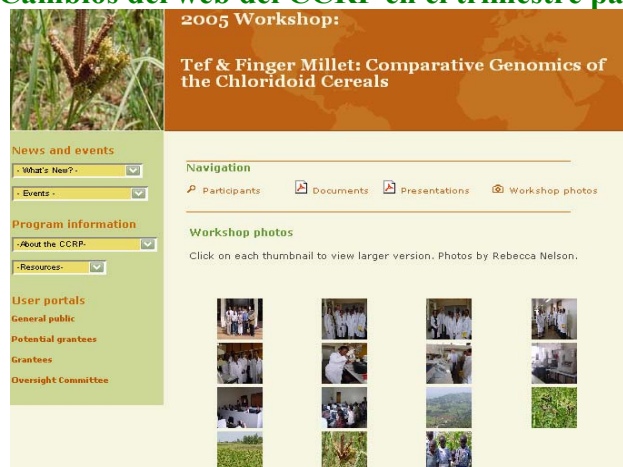 Cambios del web del CCRP en el trimestre pa
2005 Workshop:
Tef & Finger Millet: Comparative Genomics of
the Chloridoid Cereals
News and events
- What's New? -
- Events -
Program information
-About the CCRP-
-Resources-
User portals
General public
Potential grantees
Grantees
Oversight Committee
Navigation
Participants Documents Presentations Workshop photos
Workshop photos
Click on each thumbnail to view larger version. Photos by Rebecca Nelson.